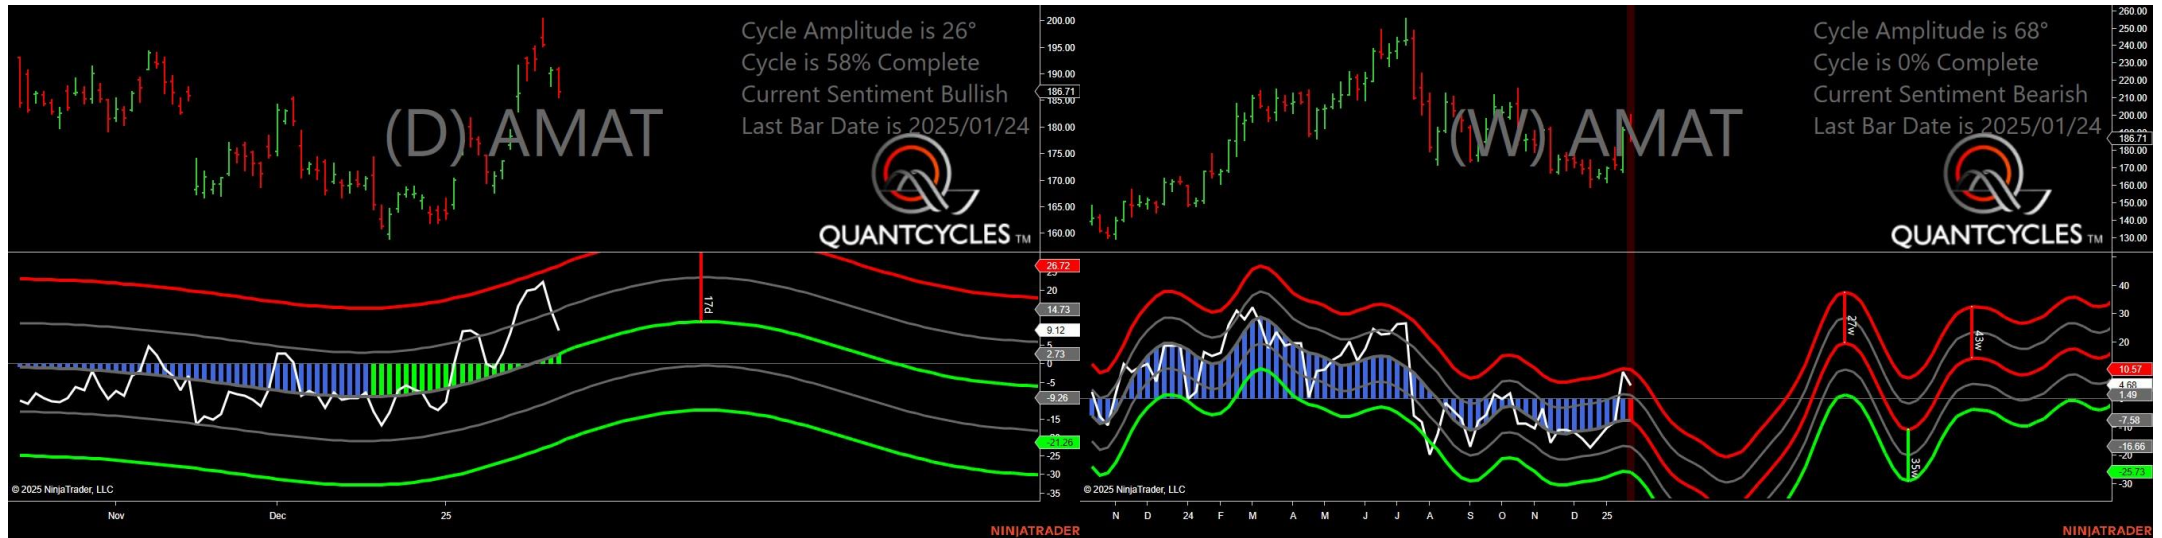 Cycle Amplitude is 26°
Cycle is 58% Complete
Current Sentiment Bullish
Last Bar Date is 2025/01/24
(D) AMAT
QUANTCYCLES TM
200.00
195.00
190.00
186.71
185.00
180.00
175.00
170.00
165.00
160.00
26.72
20
14.73
9.12
5
2.73
0
-5
-9.26
-15
-21.26
-25
-30
-35
17d
© 2025 NinjaTrader, LLC
Nov Dec 25
NINJATRADER
Cycle Amplitude is 68°
Cycle is 0% Complete
Current Sentiment Bearish
Last Bar Date is 2025/01/24
(W) AMAT
QUANTCYCLES TM
260.00
250.00
240.00
230.00
220.00
210.00
200.00
186.71
180.00
170.00
160.00
150.00
140.00
130.00
40
30
20
10.57
4.68
1.49
-7.58
-10
-16.66
-20
-25.73
-30
27w
35w
43w
© 2025 NinjaTrader, LLC
N D 24 F M A M J J A S O N D 25
NINJATRADER